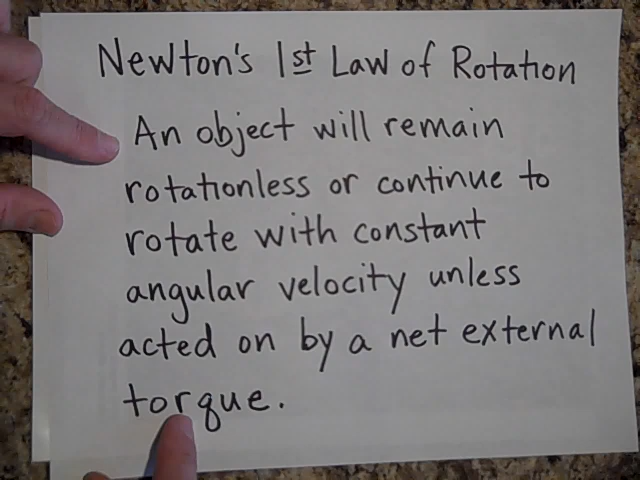 Newton's 1st Law of Rotation
An object will remain
rotationless or continue to
rotate with constant
angular velocity unless
acted on by a net external
torque.